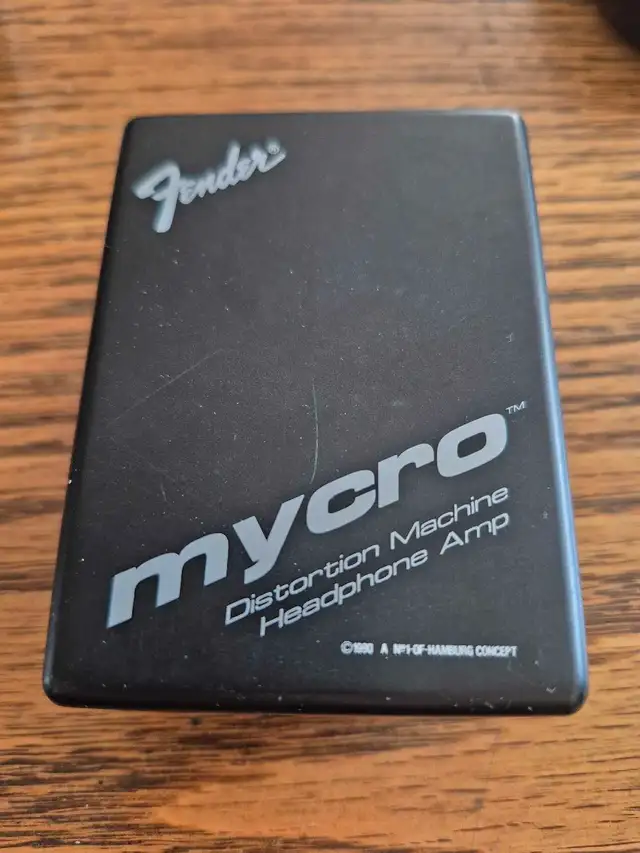 Fender®
mycro™
Distortion Machine
Headphone Amp
©1990 A Nº1-OF-HAMBURG CONCEPT